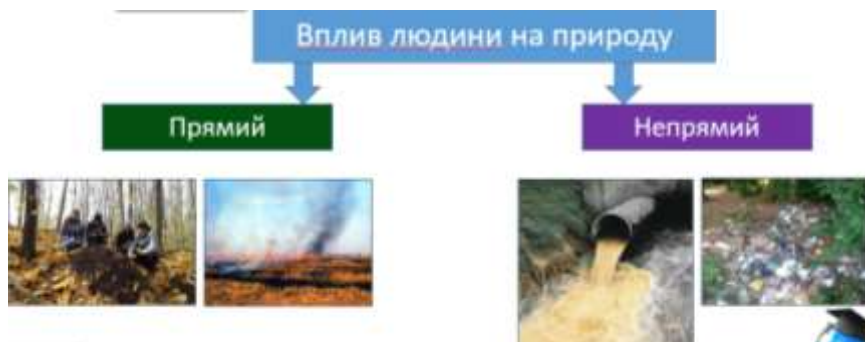 Вплив людини на природу
Прямий
Непрямий